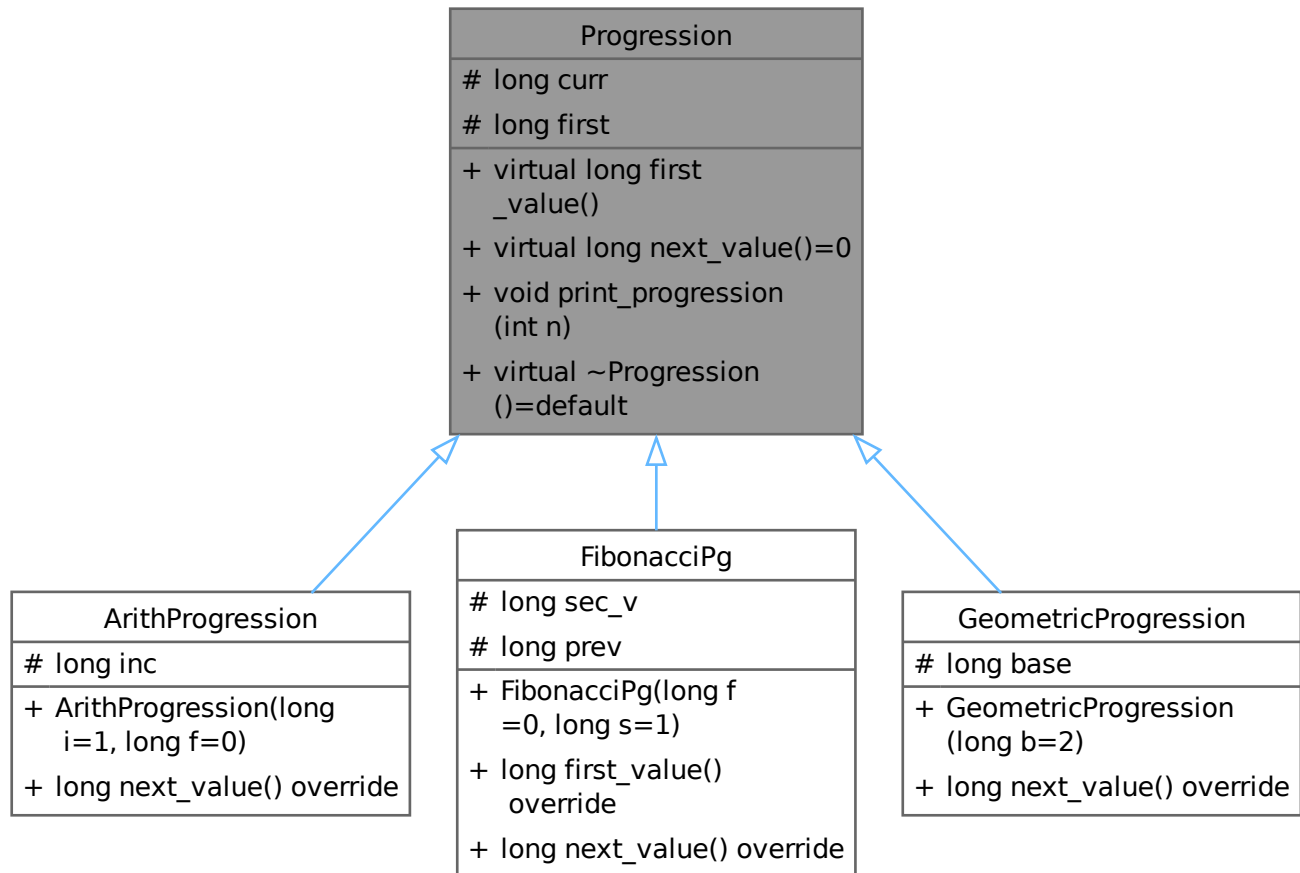 Progression
# long curr
# long first
+ virtual long first
_value()
+ virtual long next_value()=0
+ void print_progression
(int n)
+ virtual ~Progression
()=default
ArithProgression
# long inc
+ ArithProgression(long
i=1, long f=0)
+ long next_value() override
FibonacciPg
# long sec_v
# long prev
+ FibonacciPg(long f
=0, long s=1)
+ long first_value()
override
+ long next_value() override
GeometricProgression
# long base
+ GeometricProgression
(long b=2)
+ long next_value() override